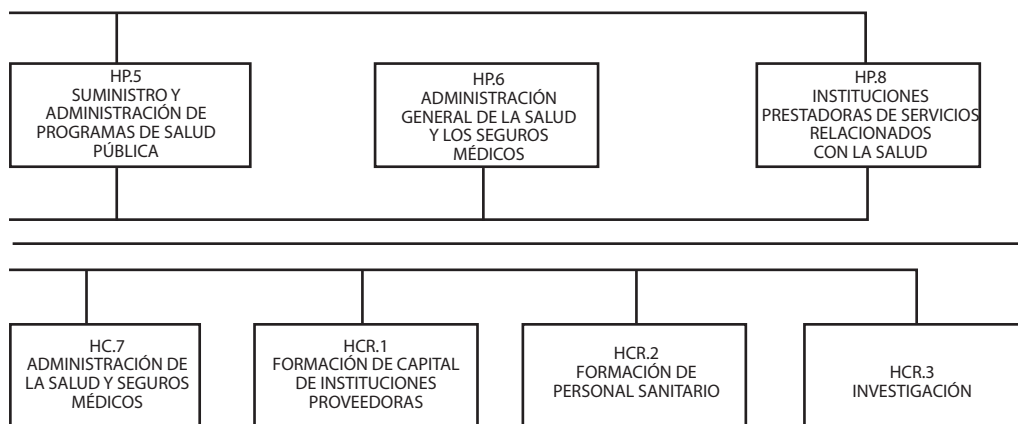 HP.5
SUMINISTRO Y
ADMINISTRACIÓN DE
PROGRAMAS DE SALUD
PÚBLICA
HP.6
ADMINISTRACIÓN
GENERAL DE LA SALUD
Y LOS SEGUROS
MÉDICOS
HP.8
INSTITUCIONES
PRESTADORAS DE SERVICIOS
RELACIONADOS
CON LA SALUD
HC.7
ADMINISTRACIÓN DE
LA SALUD Y SEGUROS
MÉDICOS
HCR.1
FORMACIÓN DE CAPITAL
DE INSTITUCIONES
PROVEEDORAS
HCR.2
FORMACIÓN DE
PERSONAL SANITARIO
HCR.3
INVESTIGACIÓN